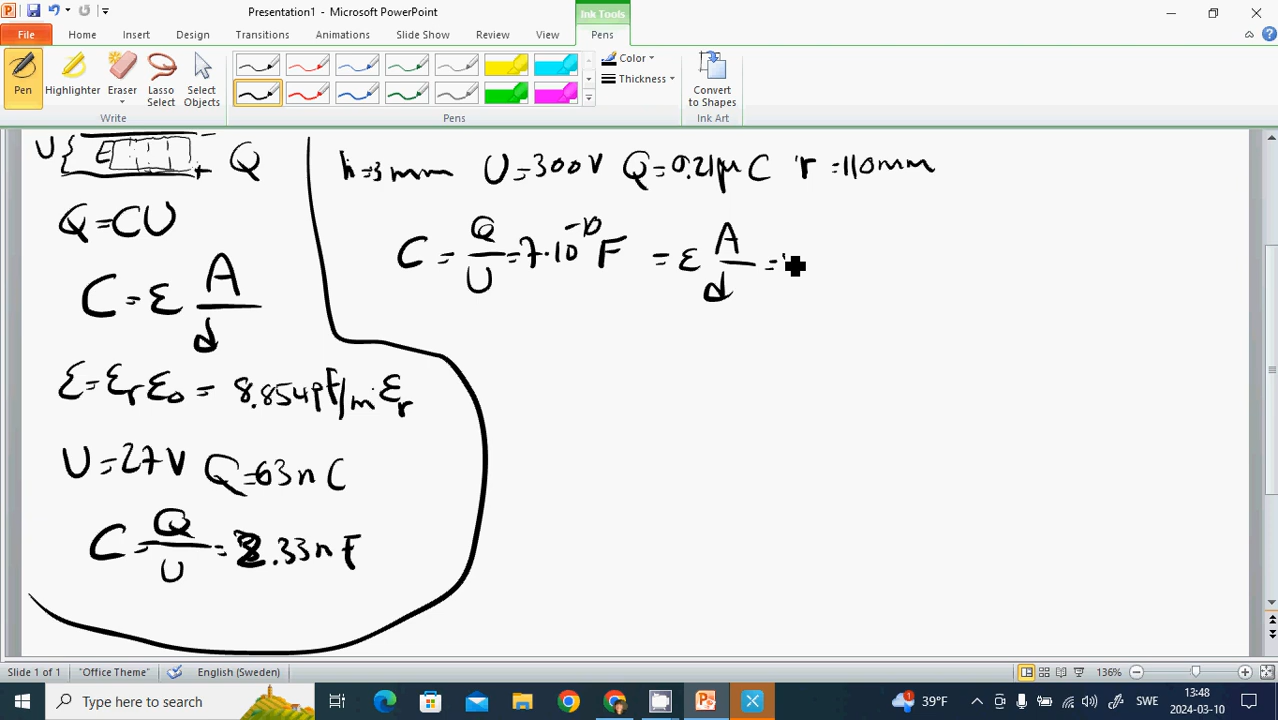 Presentation1 - Microsoft PowerPoint
Ink Tools
File Home Insert Design Transitions Animations Slide Show Review View Pens
Pen Highlighter Eraser Lasso Select Select Objects
Color
Thickness
Convert to Shapes
Write Pens Ink Art
U{ E Q
h=3mm U=300V Q=0.21μC r=110mm
Q=CU
C = Q/U = 7·10⁻¹⁰ F = ε A/d =
C=ε A/d
ε=εrε0 = 8.854pF/m εr
U=27V Q=63nC
C=Q/U=2.33nF
Slide 1 of 1 "Office Theme" English (Sweden) 136%
Type here to search
1
39°F
SWE
13:48
2024-03-10